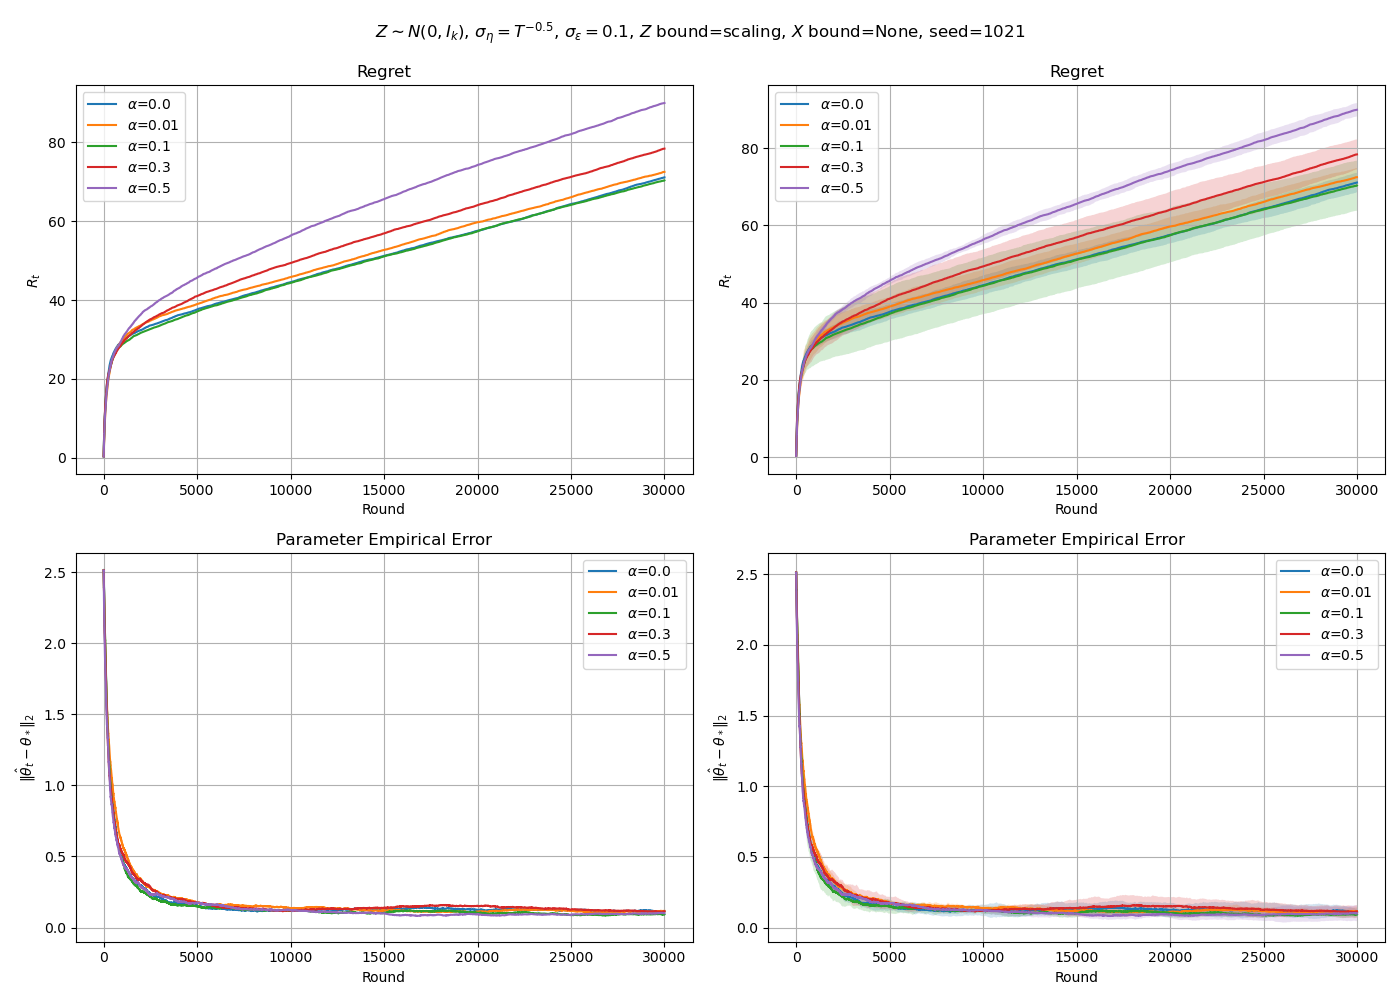 Z ∼ N(0, I_k), σ_η = T^{−0.5}, σ_ε = 0.1, Z bound=scaling, X bound=None, seed=1021
Regret
R_t
80
60
40
20
0
α=0.0
α=0.01
α=0.1
α=0.3
α=0.5
0 5000 10000 15000 20000 25000 30000
Round
Regret
R_t
80
60
40
20
0
α=0.0
α=0.01
α=0.1
α=0.3
α=0.5
0 5000 10000 15000 20000 25000 30000
Round
Parameter Empirical Error
‖θ̂_t − θ_*‖_2
2.5
2.0
1.5
1.0
0.5
0.0
α=0.0
α=0.01
α=0.1
α=0.3
α=0.5
0 5000 10000 15000 20000 25000 30000
Round
Parameter Empirical Error
‖θ̂_t − θ_*‖_2
2.5
2.0
1.5
1.0
0.5
0.0
α=0.0
α=0.01
α=0.1
α=0.3
α=0.5
0 5000 10000 15000 20000 25000 30000
Round